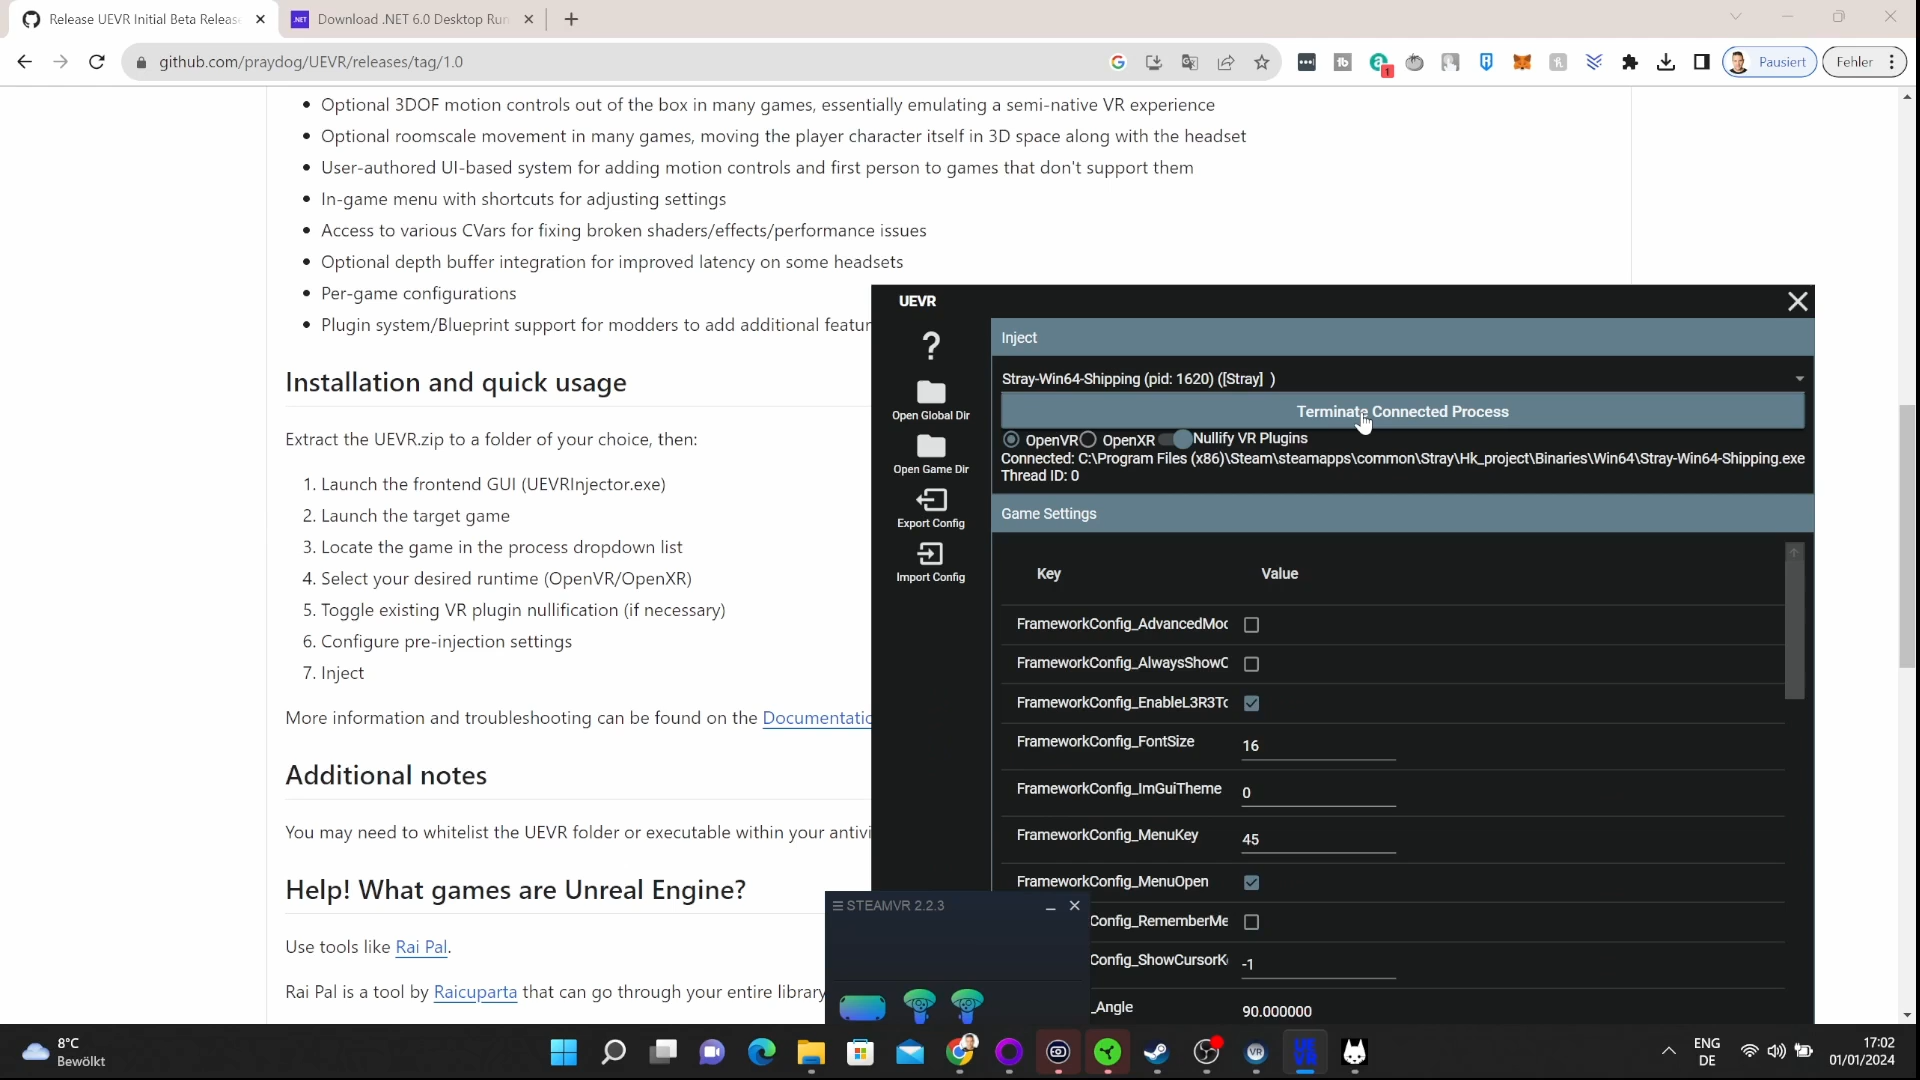 Release UEVR Initial Beta Releas
Download .NET 6.0 Desktop Run
github.com/praydog/UEVR/releases/tag/1.0
1
Pausiert
Fehler
Optional 3DOF motion controls out of the box in many games, essentially emulating a semi-native VR experience
Optional roomscale movement in many games, moving the player character itself in 3D space along with the headset
User-authored UI-based system for adding motion controls and first person to games that don't support them
In-game menu with shortcuts for adjusting settings
Access to various CVars for fixing broken shaders/effects/performance issues
Optional depth buffer integration for improved latency on some headsets
Per-game configurations
Plugin system/Blueprint support for modders to add additional featur
Installation and quick usage
Extract the UEVR.zip to a folder of your choice, then:
1. Launch the frontend GUI (UEVRInjector.exe)
2. Launch the target game
3. Locate the game in the process dropdown list
4. Select your desired runtime (OpenVR/OpenXR)
5. Toggle existing VR plugin nullification (if necessary)
6. Configure pre-injection settings
7. Inject
More information and troubleshooting can be found on the Documentatio
Additional notes
You may need to whitelist the UEVR folder or executable within your antivi
Help! What games are Unreal Engine?
Use tools like Rai Pal.
Rai Pal is a tool by Raicuparta that can go through your entire library
UEVR
?
Open Global Dir
Open Game Dir
Export Config
Import Config
Inject
Stray-Win64-Shipping (pid: 1620) ([Stray] )
Terminate Connected Process
OpenVR OpenXR Nullify VR Plugins
Connected: C:\Program Files (x86)\Steam\steamapps\common\Stray\Hk_project\Binaries\Win64\Stray-Win64-Shipping.exe
Thread ID: 0
Game Settings
Key Value
FrameworkConfig_AdvancedMod
FrameworkConfig_AlwaysShowC
FrameworkConfig_EnableL3R3To
FrameworkConfig_FontSize 16
FrameworkConfig_ImGuiTheme 0
FrameworkConfig_MenuKey 45
FrameworkConfig_MenuOpen
Config_RememberMe
Config_ShowCursorK -1
_Angle 90.000000
STEAMVR 2.2.3
8°C
Bewölkt
ENG
DE
17:02
01/01/2024